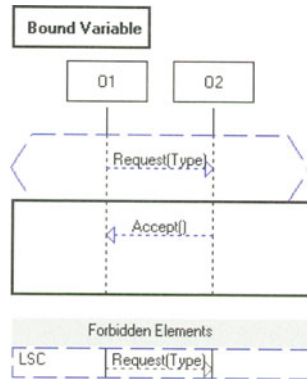 Bound Variable
O1 O2
Request(Type)
Accept()
Forbidden Elements
LSC Request(Type)